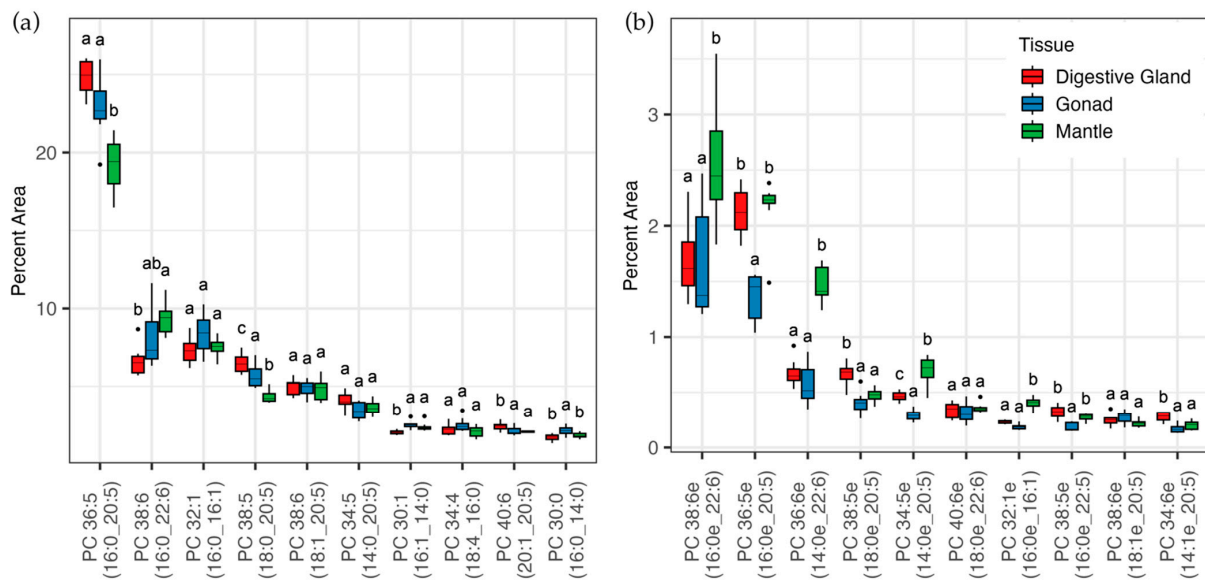 (a)
Percent Area
20
10
a a b
b ab a
a a a
c a b
a a a
a a a
b a a
a a a
b a a
b a b
PC 36:5
(16:0_20:5)
PC 38:6
(16:0_22:6)
PC 32:1
(16:0_16:1)
PC 38:5
(18:0_20:5)
PC 38:6
(18:1_20:5)
PC 34:5
(14:0_20:5)
PC 30:1
(16:1_14:0)
PC 34:4
(18:4_16:0)
PC 40:6
(20:1_20:5)
PC 30:0
(16:0_14:0)
(b)
Percent Area
3
2
1
0
Tissue
Digestive Gland
Gonad
Mantle
a a b
b a b
a a b
b a a
c a
a a a
b a a
PC 38:6e
(16:0e_22:6)
PC 36:5e
(16:0e_20:5)
PC 36:6e
(14:0e_22:6)
PC 38:5e
(18:0e_20:5)
PC 34:5e
(14:0e_20:5)
PC 40:6e
(18:0e_22:6)
PC 32:1e
(16:0e_16:1)
PC 38:5e
(16:0e_22:5)
PC 38:6e
(18:1e_20:5)
PC 34:6e
(14:1e_20:5)